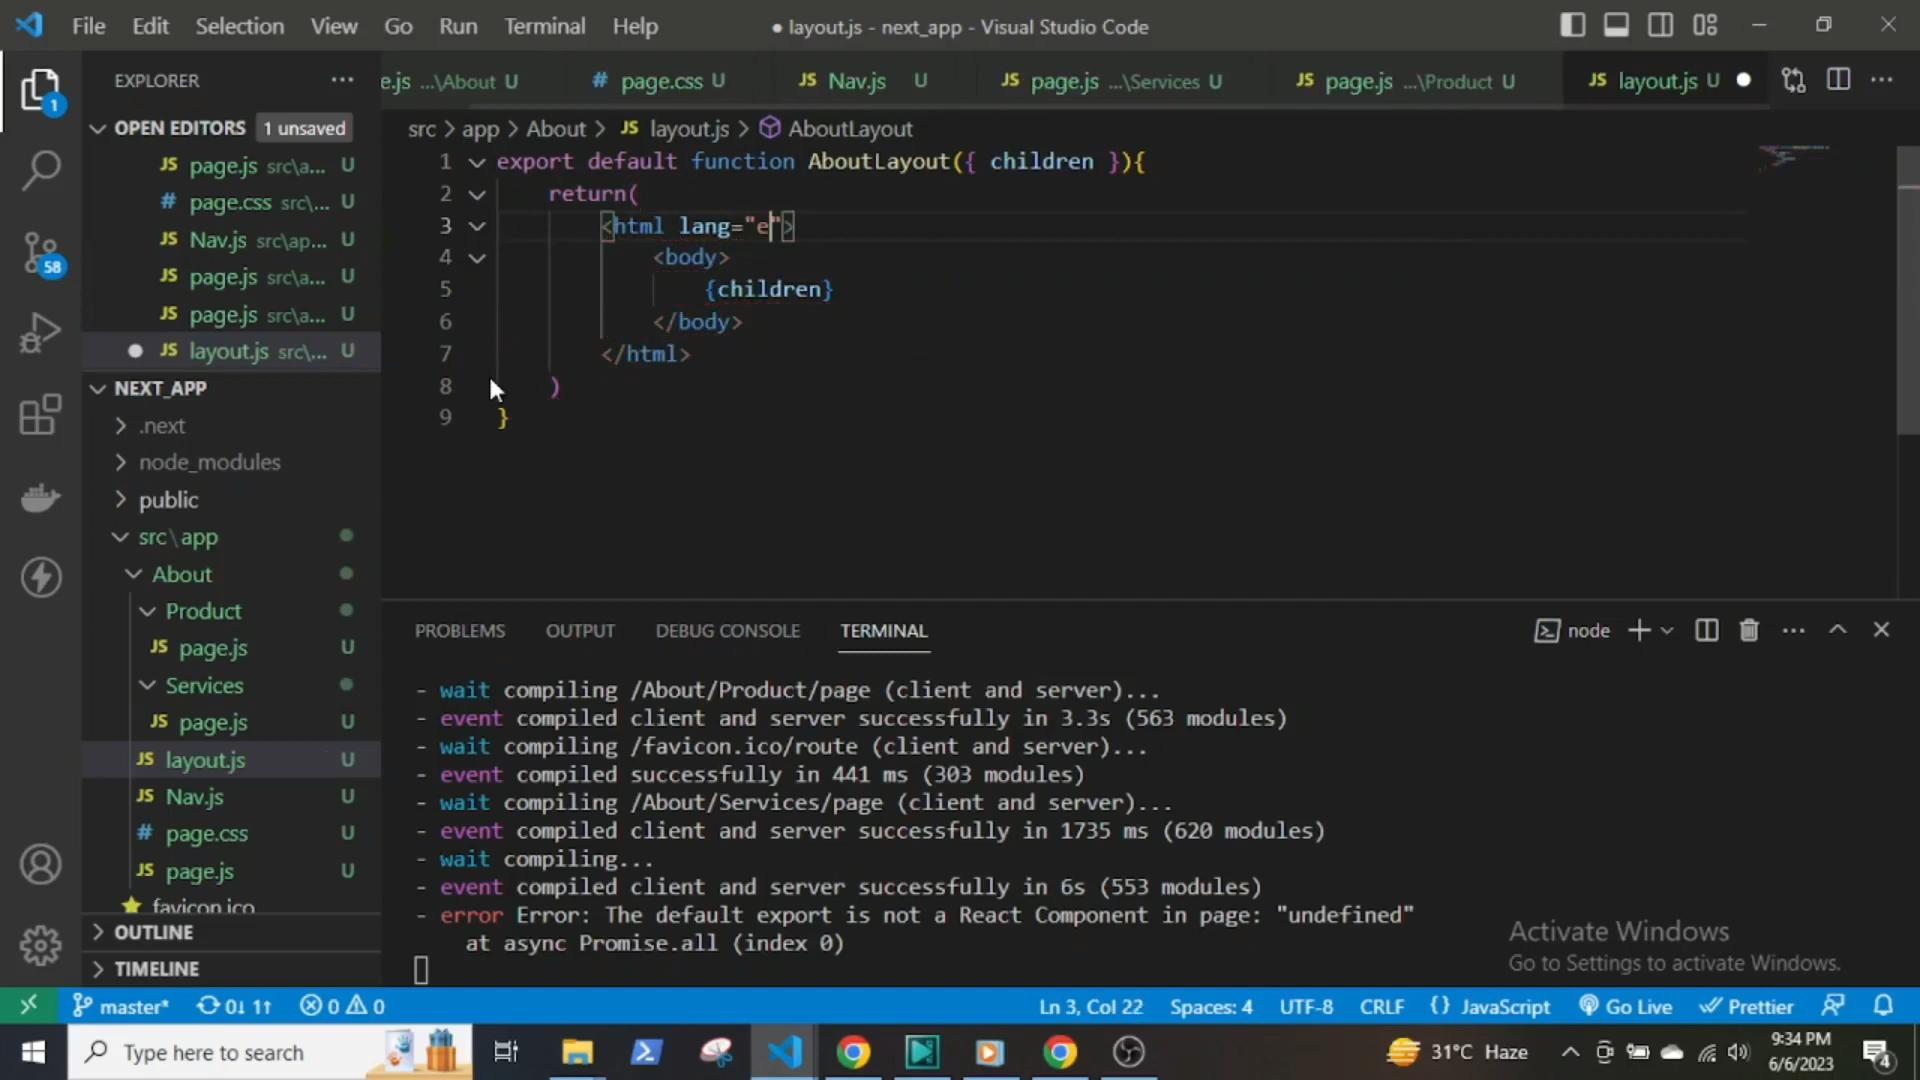 File Edit Selection View Go Run Terminal Help
● layout.js - next_app - Visual Studio Code
EXPLORER ...
e.js ...\About U
# page.css U
JS Nav.js U
JS page.js ...\Services U
JS page.js ...\Product U
JS layout.js U
OPEN EDITORS 1 unsaved
JS page.js src\a... U
# page.css src\... U
JS Nav.js src\ap... U
JS page.js src\a... U
JS page.js src\a... U
JS layout.js src\... U
NEXT_APP
.next
node_modules
public
src\app
About
Product
JS page.js U
Services
JS page.js U
JS layout.js U
JS Nav.js U
# page.css U
JS page.js U
favicon.ico
OUTLINE
TIMELINE
1
58
src > app > About > JS layout.js > AboutLayout
1 export default function AboutLayout({ children }){
2 return(
3 <html lang="e">
4 <body>
5 {children}
6 </body>
7 </html>
8 )
9 }
PROBLEMS OUTPUT DEBUG CONSOLE TERMINAL
node
- wait compiling /About/Product/page (client and server)...
- event compiled client and server successfully in 3.3s (563 modules)
- wait compiling /favicon.ico/route (client and server)...
- event compiled successfully in 441 ms (303 modules)
- wait compiling /About/Services/page (client and server)...
- event compiled client and server successfully in 1735 ms (620 modules)
- wait compiling...
- event compiled client and server successfully in 6s (553 modules)
- error Error: The default export is not a React Component in page: "undefined"
at async Promise.all (index 0)
Activate Windows
Go to Settings to activate Windows.
master* 0↓ 1↑ 0 0
Ln 3, Col 22 Spaces: 4 UTF-8 CRLF {} JavaScript Go Live Prettier
Type here to search
31°C Haze
9:34 PM
6/6/2023
4